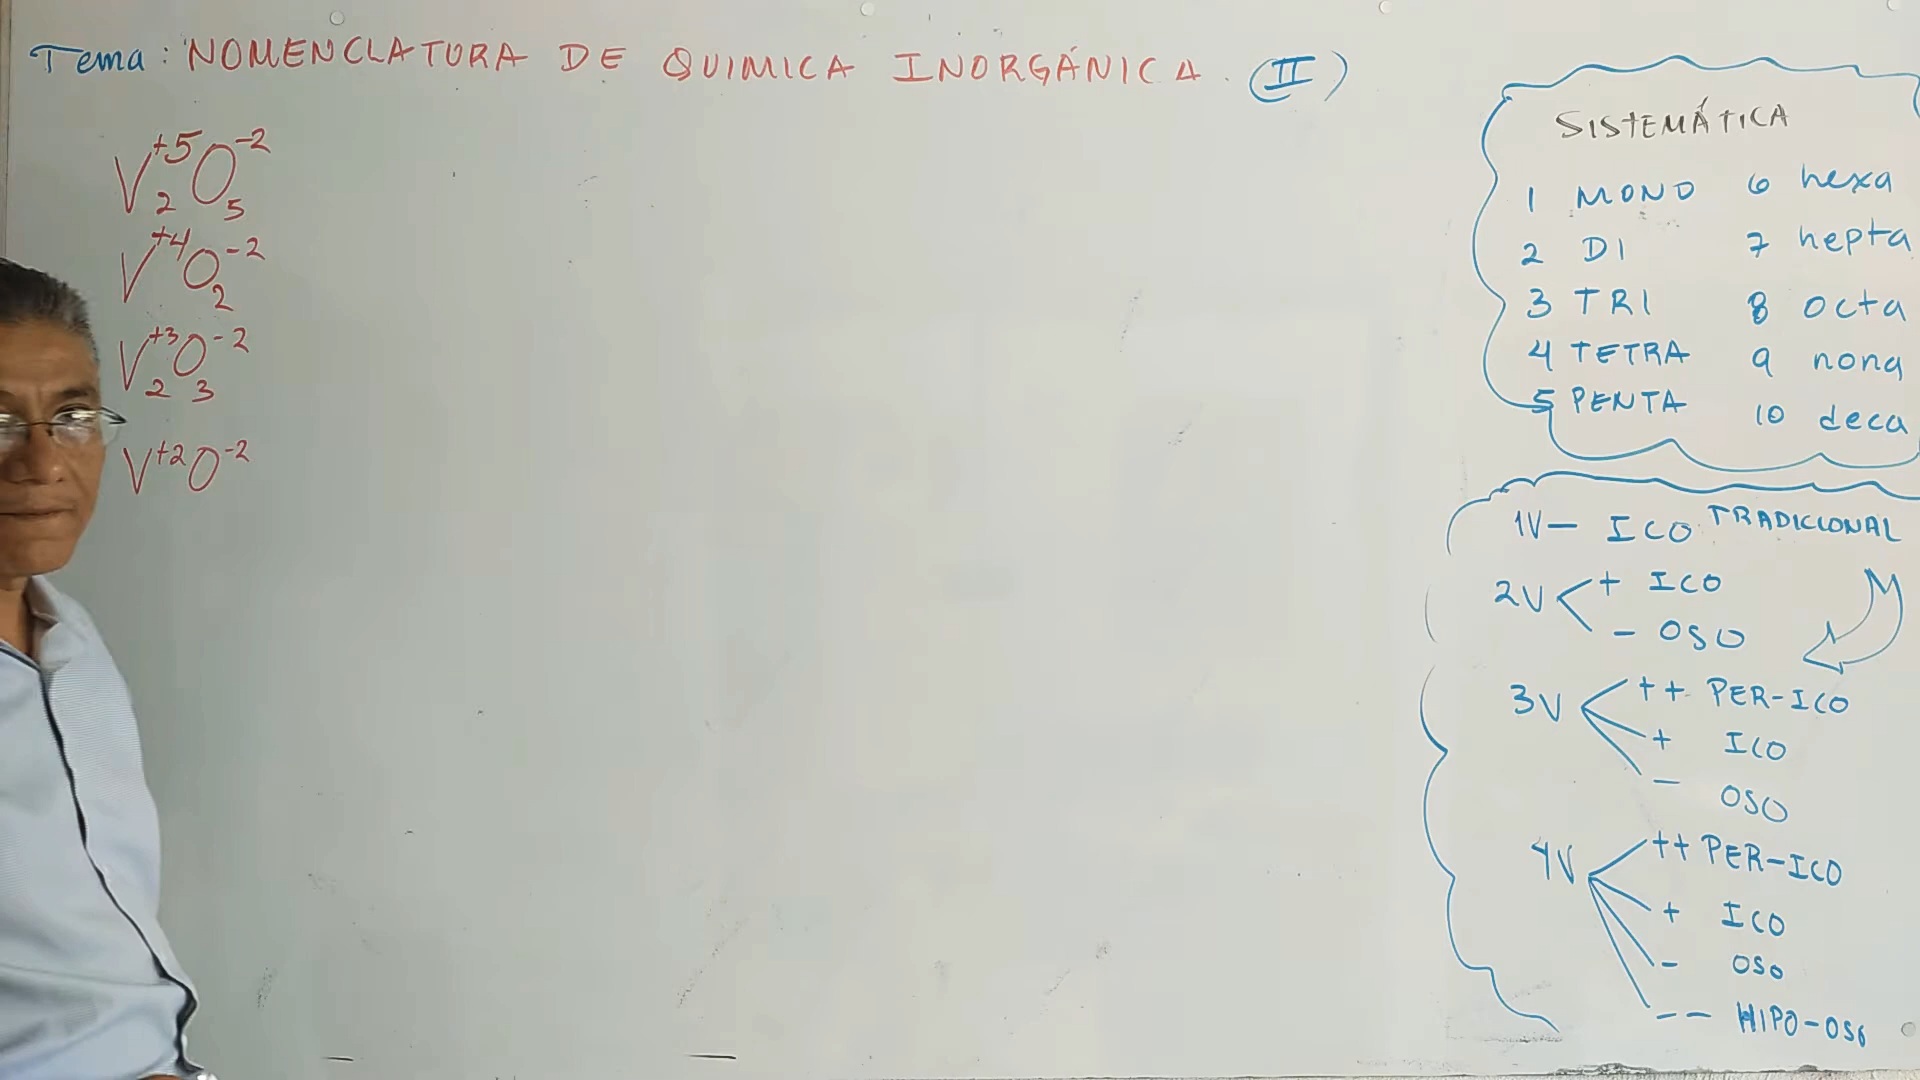 Tema: NOMENCLATURA DE QUIMICA INORGÁNICA. (II)
V₂⁺⁵O₅⁻²
V⁺⁴O₂⁻²
V₂⁺³O₃⁻²
V⁺²O⁻²
SISTEMÁTICA
1 MONO 6 hexa
2 DI 7 hepta
3 TRI 8 octa
4 TETRA 9 nona
5 PENTA 10 deca
1V — ICO TRADICIONAL
2V < + ICO
- OSO
3V < ++ PER-ICO
+ ICO
- OSO
4V < ++ PER-ICO
+ ICO
- OSO
-- HIPO-OSO